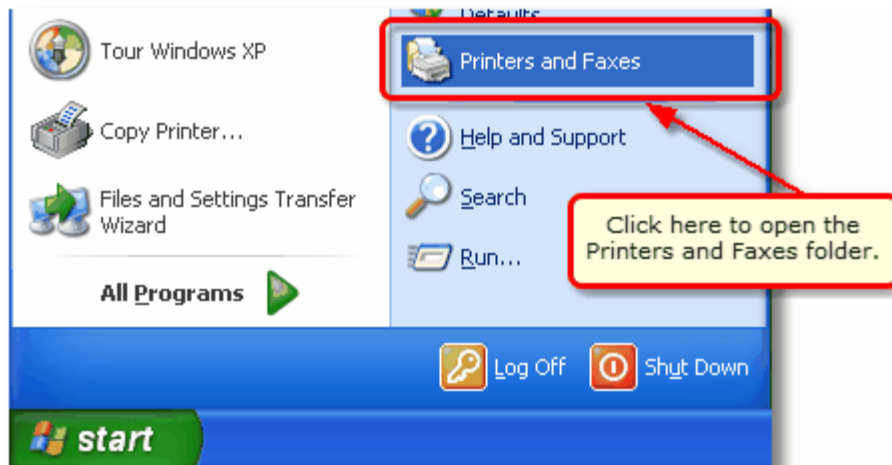 Tour Windows XP
Copy Printer...
Files and Settings Transfer
Wizard
All Programs
Defaults
Printers and Faxes
Help and Support
Search
Run...
Click here to open the
Printers and Faxes folder.
Log Off
Shut Down
start